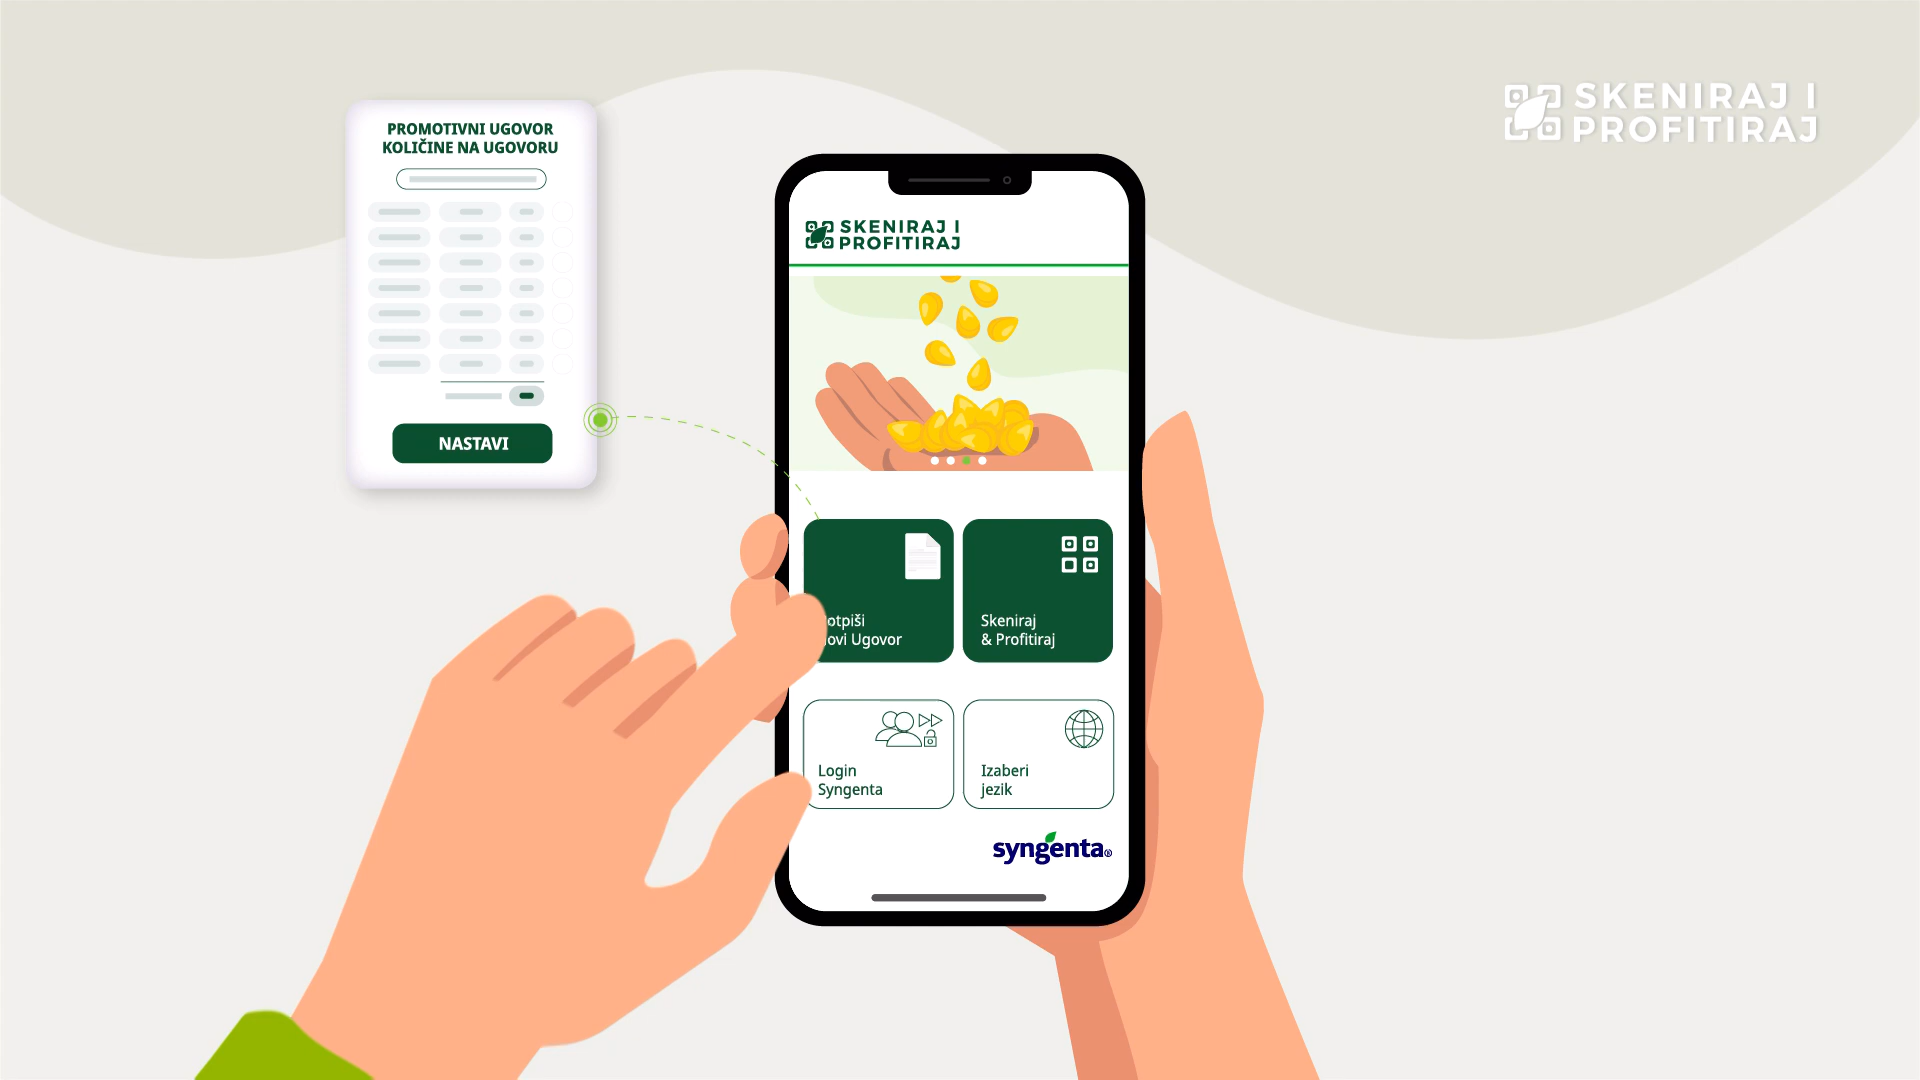 PROMOTIVNI UGOVOR
KOLIČINE NA UGOVORU
NASTAVI
SKENIRAJ I
PROFITIRAJ
SKENIRAJ I
PROFITIRAJ
otpiši
ovi Ugovor
Skeniraj
& Profitiraj
Login
Syngenta
Izaberi
jezik
syngenta®